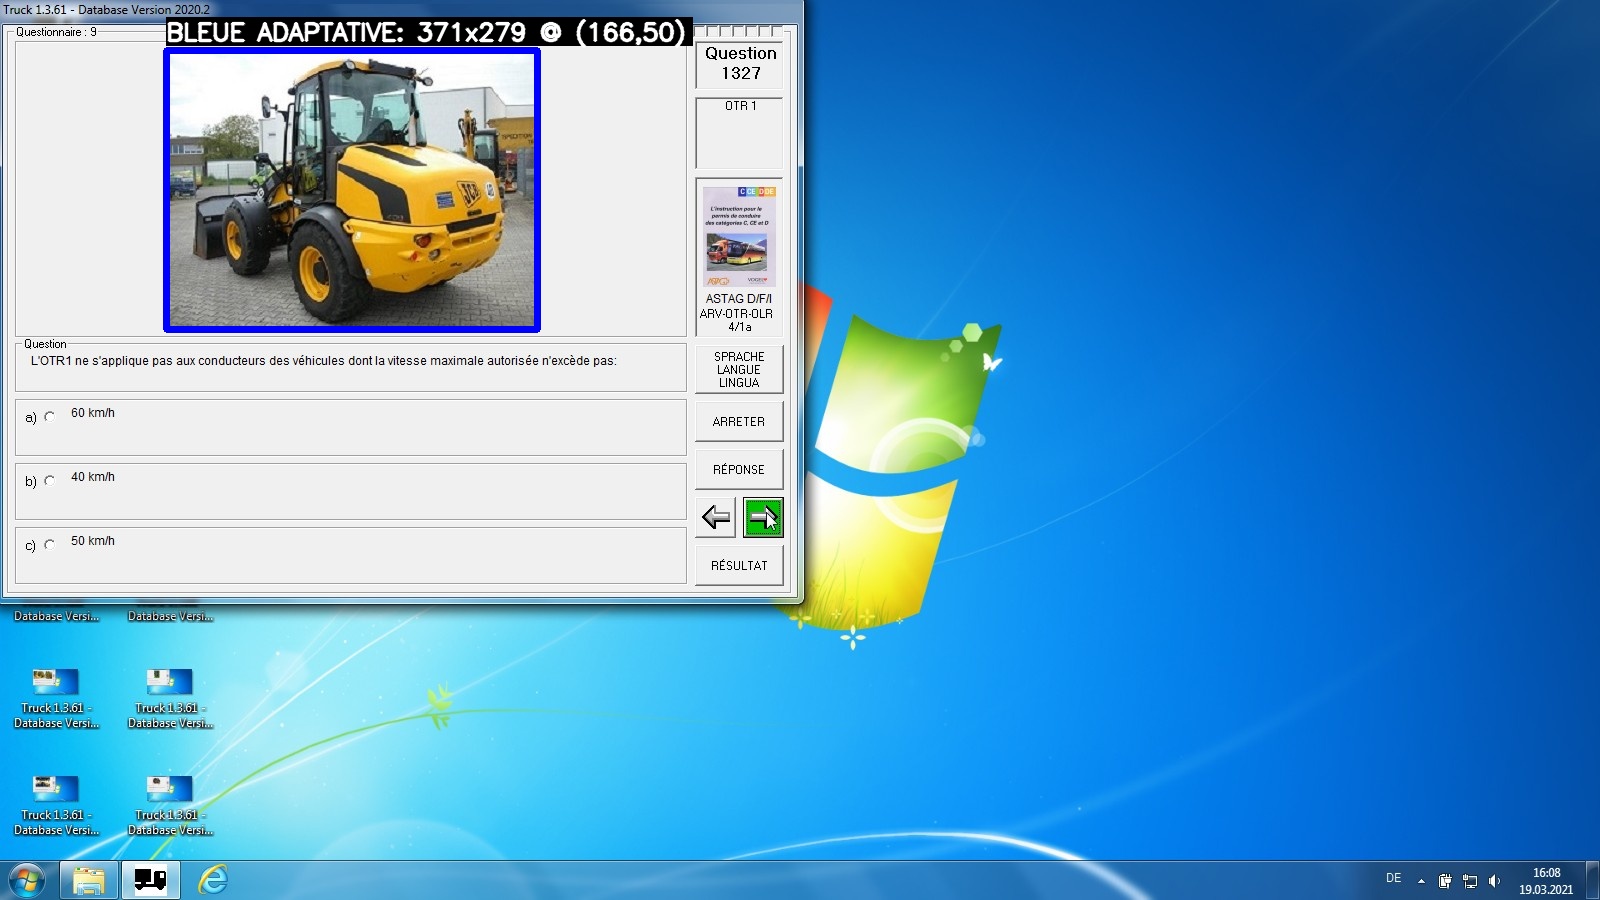 Truck 1.3.61 - Database Version 2020.2
Questionnaire : 9
BLEUE ADAPTATIVE: 371x279 @ (166,50)
JCB
Question
1327
OTR 1
C CE D DE
L'instruction pour le
permis de conduire
des catégories C, CE et D
ASTAG D/F/I
ARV-OTR-OLR
4/1a
Question
L'OTR1 ne s'applique pas aux conducteurs des véhicules dont la vitesse maximale autorisée n'excède pas:
SPRACHE
LANGUE
LINGUA
a) 60 km/h
ARRETER
b) 40 km/h
RÉPONSE
c) 50 km/h
RÉSULTAT
Database Versi...
Database Versi...
Truck 1.3.61 -
Database Versi...
Truck 1.3.61 -
Database Versi...
Truck 1.3.61 -
Database Versi...
Truck 1.3.61 -
Database Versi...
DE
16:08
19.03.2021